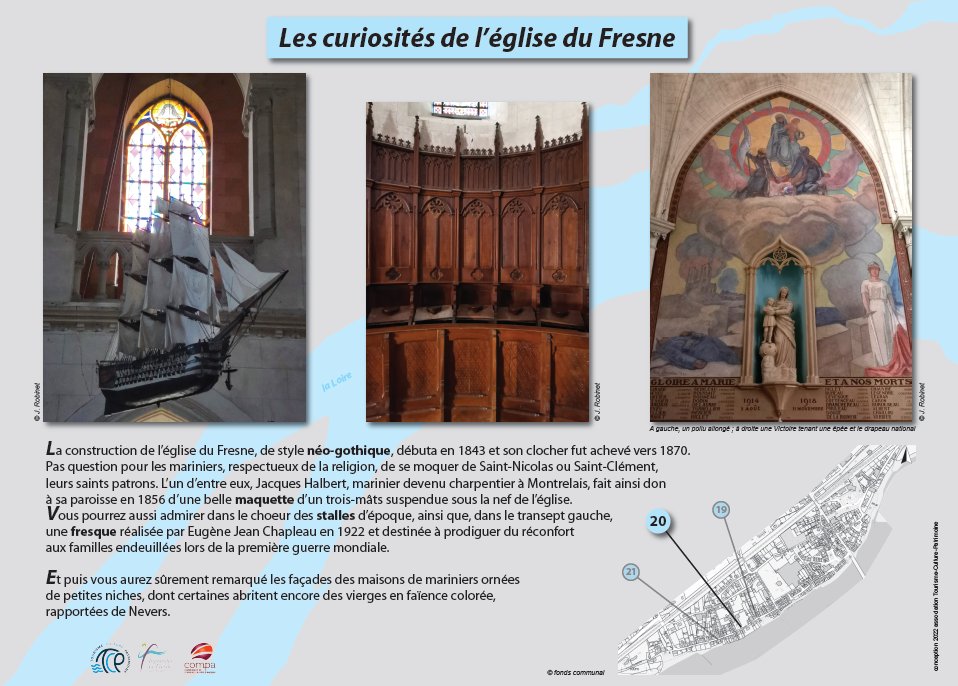 Les curiosités de l'église du Fresne
© J. Robinet
© J. Robinet
© J. Robinet
GLOIRE A MARIE ET A NOS MORTS
1914 1918
2 AOUT 11 NOVEMBRE
A gauche, un poilu allongé ; à droite une Victoire tenant une épée et le drapeau national
la Loire
La construction de l'église du Fresne, de style néo-gothique, débuta en 1843 et son clocher fut achevé vers 1870.
Pas question pour les mariniers, respectueux de la religion, de se moquer de Saint-Nicolas ou Saint-Clément,
leurs saints patrons. L'un d'entre eux, Jacques Halbert, marinier devenu charpentier à Montrelais, fait ainsi don
à sa paroisse en 1856 d'une belle maquette d'un trois-mâts suspendue sous la nef de l'église.
Vous pourrez aussi admirer dans le choeur des stalles d'époque, ainsi que, dans le transept gauche,
une fresque réalisée par Eugène Jean Chapleau en 1922 et destinée à prodiguer du réconfort
aux familles endeuillées lors de la première guerre mondiale.
Et puis vous aurez sûrement remarqué les façades des maisons de mariniers ornées
de petites niches, dont certaines abritent encore des vierges en faïence colorée,
rapportées de Nevers.
20
19
21
compa
© fonds communal
conception 2022 association Tourisme-Culture-Patrimoine